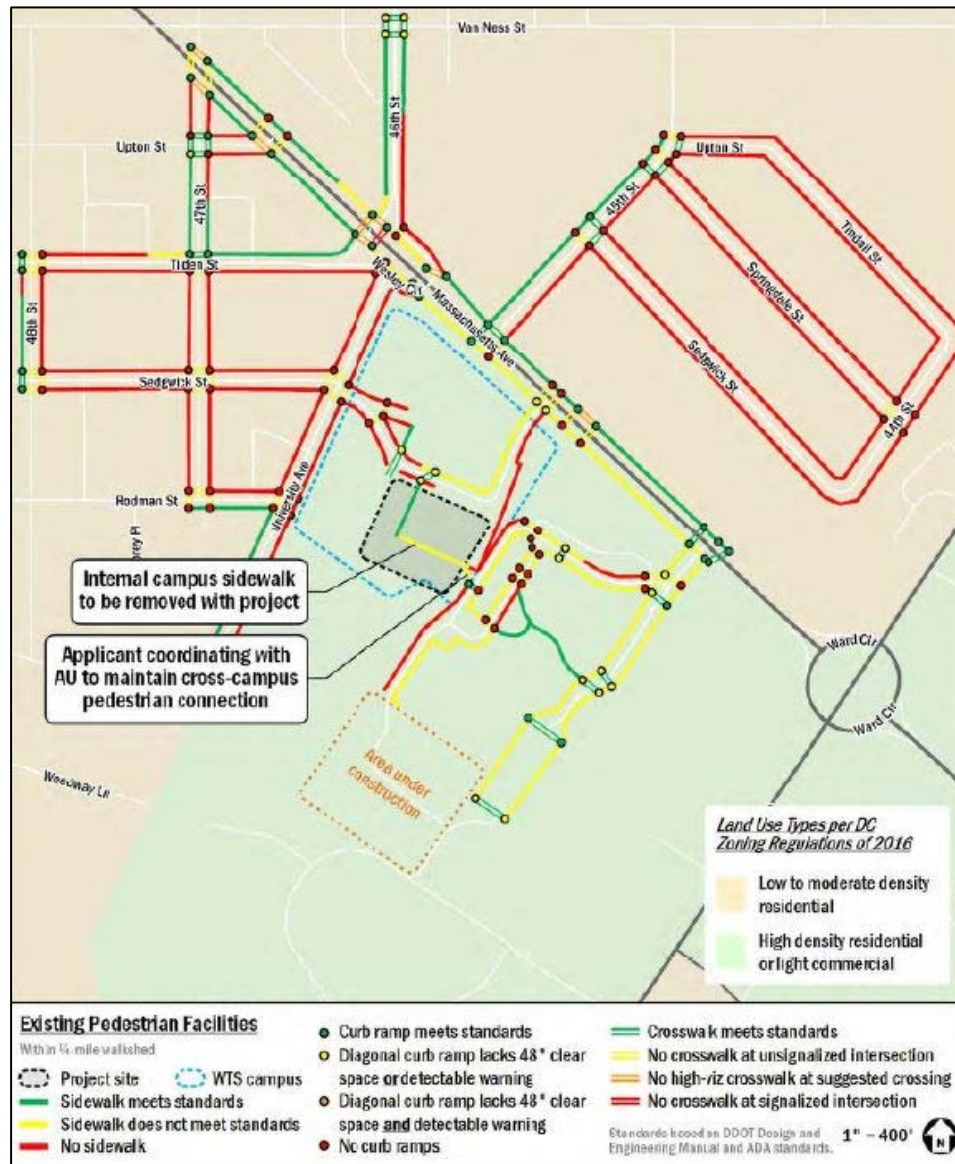 Van Ness St
46th St
Upton St
47th St
Upton St
45th St
Tindall St
Tilden St
Wesley Cir
Massachusetts Ave
Springdale St
48th St
Sedgwick St
Sedgwick St
44th St
Rodman St
University Ave
Internal campus sidewalk
to be removed with project
Applicant coordinating with
AU to maintain cross-campus
pedestrian connection
Ward Cir
Ward Cir
Area under
construction
Woodway Ln
Land Use Types per DC
Zoning Regulations of 2016
Low to moderate density
residential
High density residential
or light commercial
Existing Pedestrian Facilities
Within ¼-mile walkshed
Project site
WTS campus
Sidewalk meets standards
Sidewalk does not meet standards
No sidewalk
Curb ramp meets standards
Diagonal curb ramp lacks 48" clear
space or detectable warning
Diagonal curb ramp lacks 48" clear
space and detectable warning
No curb ramps
Crosswalk meets standards
No crosswalk at unsignalized intersection
No high-viz crosswalk at suggested crossing
No crosswalk at signalized intersection
Standards based on DDOT Design and
Engineering Manual and ADA standards.
1" = 400'
N